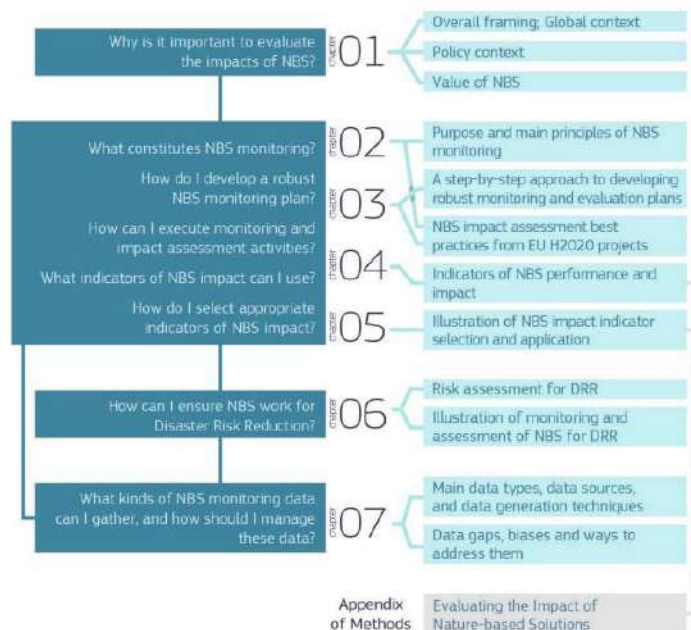 Why is it important to evaluate
the impacts of NBS?
chapter
01
Overall framing; Global context
Policy context
Value of NBS
What constitutes NBS monitoring?
How do I develop a robust
NBS monitoring plan?
How can I execute monitoring and
impact assessment activities?
What indicators of NBS impact can I use?
How do I select appropriate
indicators of NBS impact?
chapter
02
Purpose and main principles of NBS
monitoring
chapter
03
A step-by-step approach to developing
robust monitoring and evaluation plans
NBS impact assessment best
practices from EU H2020 projects
chapter
04
Indicators of NBS performance and
impact
chapter
05
Illustration of NBS impact indicator
selection and application
How can I ensure NBS work for
Disaster Risk Reduction?
chapter
06
Risk assessment for DRR
Illustration of monitoring and
assessment of NBS for DRR
What kinds of NBS monitoring data
can I gather, and how should I manage
these data?
chapter
07
Main data types, data sources,
and data generation techniques
Data gaps, biases and ways to
address them
Appendix
of Methods
Evaluating the Impact of
Nature-based Solutions